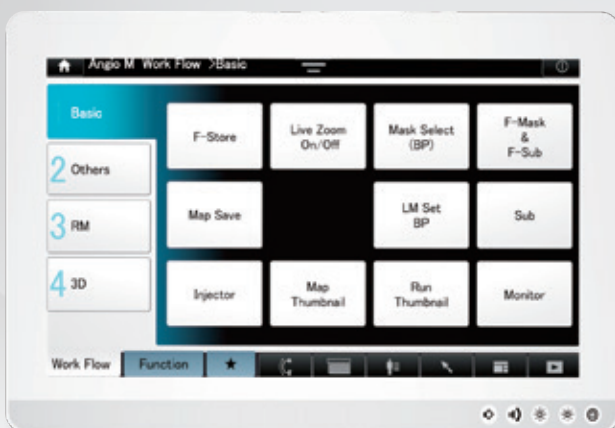 Angio M Work Flow >Basic
Basic
2 Others
3 RM
4 3D
F-Store
Live Zoom
On/Off
Mask Select
(BP)
F-Mask
&
F-Sub
Map Save
LM Set
BP
Sub
Injector
Map
Thumbnail
Run
Thumbnail
Monitor
Work Flow
Function